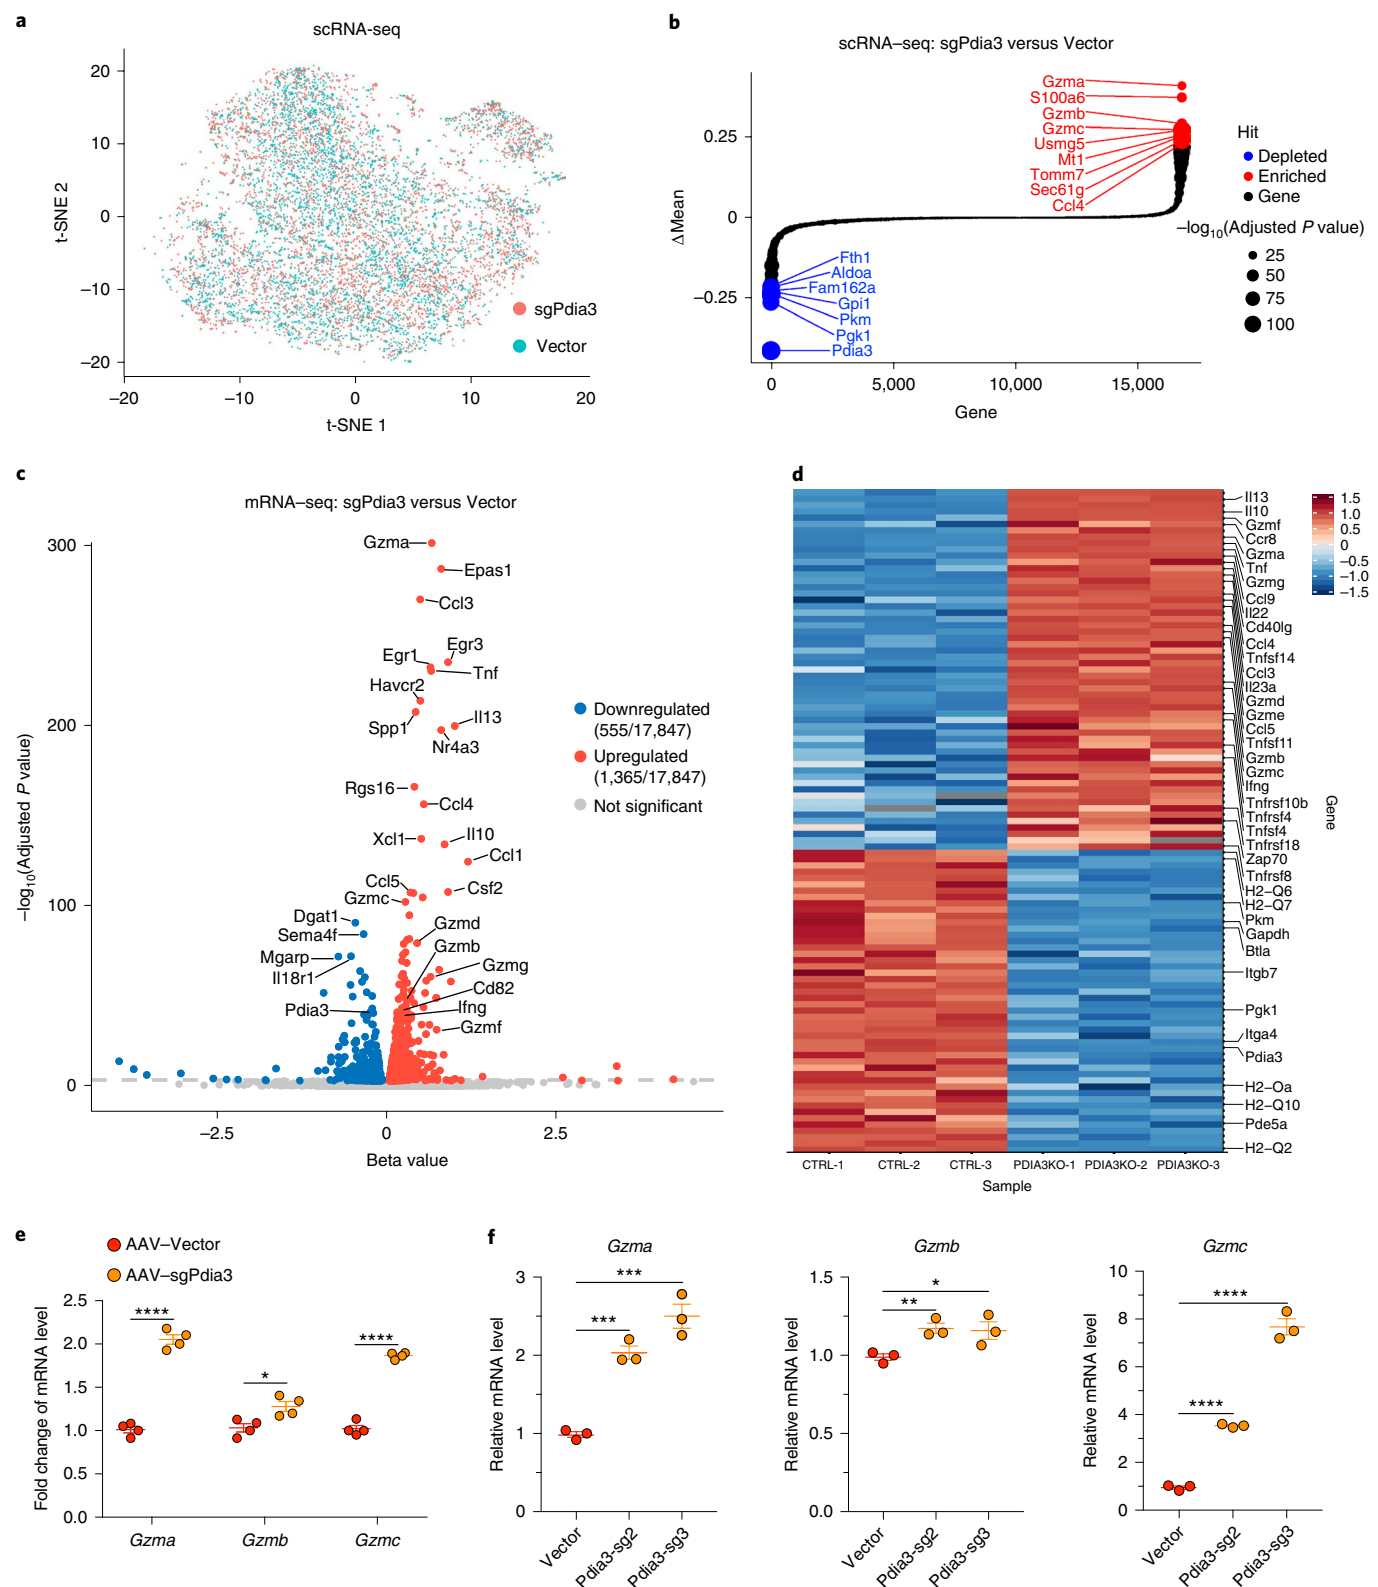 a
scRNA-seq
20
10
0
−10
−20
t-SNE 2
−20
−10
0
10
20
t-SNE 1
sgPdia3
Vector
b
scRNA–seq: sgPdia3 versus Vector
0.25
0
−0.25
ΔMean
Gzma
S100a6
Gzmb
Gzmc
Usmg5
Mt1
Tomm7
Sec61g
Ccl4
Fth1
Aldoa
Fam162a
Gpi1
Pkm
Pgk1
Pdia3
0
5,000
10,000
15,000
Gene
Hit
Depleted
Enriched
Gene
−log10(Adjusted P value)
25
50
75
100
c
mRNA–seq: sgPdia3 versus Vector
300
200
100
0
−log10(Adjusted P value)
Gzma
Epas1
Ccl3
Egr3
Egr1
Tnf
Havcr2
Spp1
Il13
Nr4a3
Rgs16
Ccl4
Xcl1
Il10
Ccl1
Ccl5
Csf2
Gzmc
Dgat1
Gzmd
Sema4f
Gzmb
Mgarp
Gzmg
Il18r1
Cd82
Pdia3
Ifng
Gzmf
−2.5
0
2.5
Beta value
Downregulated
(555/17,847)
Upregulated
(1,365/17,847)
Not significant
d
Il13
Il10
Gzmf
Ccr8
Gzma
Tnf
Gzmg
Ccl9
Il22
Cd40lg
Ccl4
Tnfsf14
Ccl3
Il23a
Gzmd
Gzme
Ccl5
Tnfsf11
Gzmb
Gzmc
Ifng
Tnfrsf10b
Tnfrsf4
Tnfsf4
Tnfrsf18
Zap70
Tnfrsf8
H2−Q6
H2−Q7
Pkm
Gapdh
Btla
Itgb7
Pgk1
Itga4
Pdia3
H2−Oa
H2−Q10
Pde5a
H2−Q2
Gene
1.5
1.0
0.5
0
−0.5
−1.0
−1.5
CTRL-1
CTRL-2
CTRL-3
PDIA3KO-1
PDIA3KO-2
PDIA3KO-3
Sample
e
AAV–Vector
AAV–sgPdia3
2.5
2.0
1.5
1.0
0.5
0.0
Fold change of mRNA level
****
*
****
Gzma
Gzmb
Gzmc
f
Gzma
3
2
1
0
Relative mRNA level
***
***
Vector
Pdia3-sg2
Pdia3-sg3
Gzmb
1.5
1.0
0.5
0.0
Relative mRNA level
*
**
Vector
Pdia3-sg2
Pdia3-sg3
Gzmc
10
8
6
4
2
0
Relative mRNA level
****
****
Vector
Pdia3-sg2
Pdia3-sg3